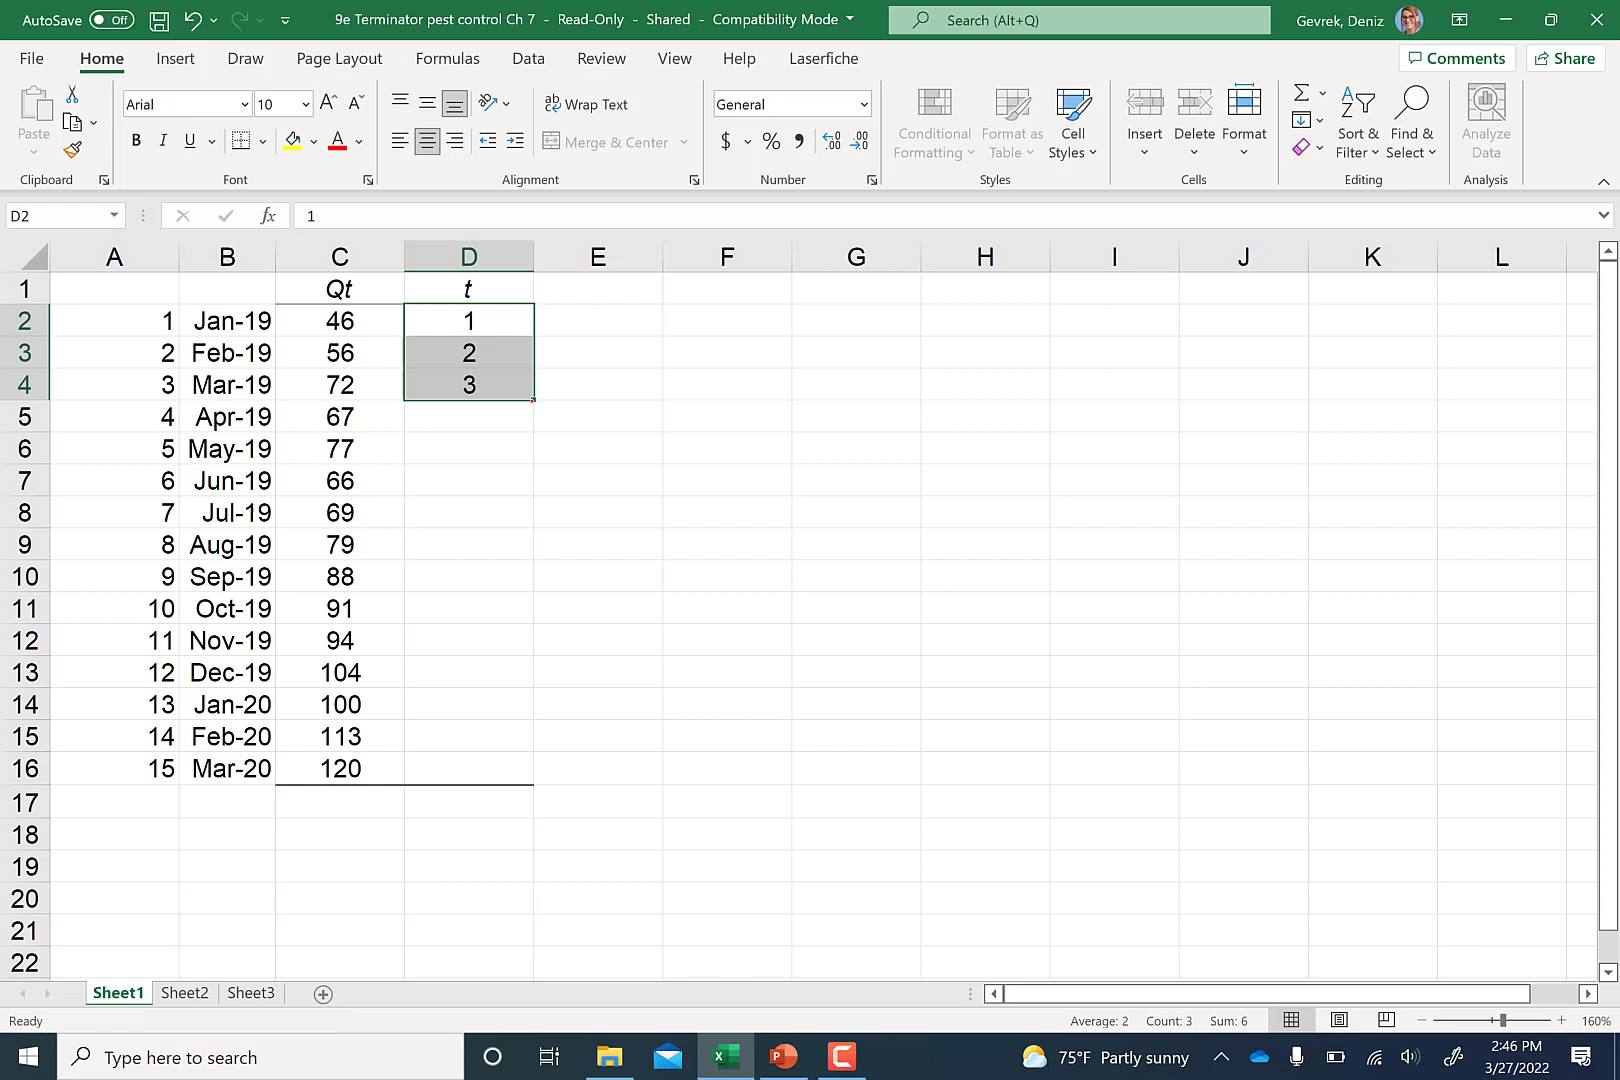 AutoSave Off 9e Terminator pest control Ch 7 - Read-Only - Shared - Compatibility Mode Search (Alt+Q) Gevrek, Deniz
File Home Insert Draw Page Layout Formulas Data Review View Help Laserfiche Comments Share
Paste Arial 10 Wrap Text General Conditional Formatting Format as Table Cell Styles Insert Delete Format Sort & Filter Find & Select Analyze Data
B I U Merge & Center $ % 9
Clipboard Font Alignment Number Styles Cells Editing Analysis
D2 fx 1
A B C D E F G H I J K L
1 Qt t
2 1 Jan-19 46 1
3 2 Feb-19 56 2
4 3 Mar-19 72 3
5 4 Apr-19 67
6 5 May-19 77
7 6 Jun-19 66
8 7 Jul-19 69
9 8 Aug-19 79
10 9 Sep-19 88
11 10 Oct-19 91
12 11 Nov-19 94
13 12 Dec-19 104
14 13 Jan-20 100
15 14 Feb-20 113
16 15 Mar-20 120
17
18
19
20
21
22
Sheet1 Sheet2 Sheet3
Ready Average: 2 Count: 3 Sum: 6 160%
Type here to search 75°F Partly sunny 2:46 PM
3/27/2022